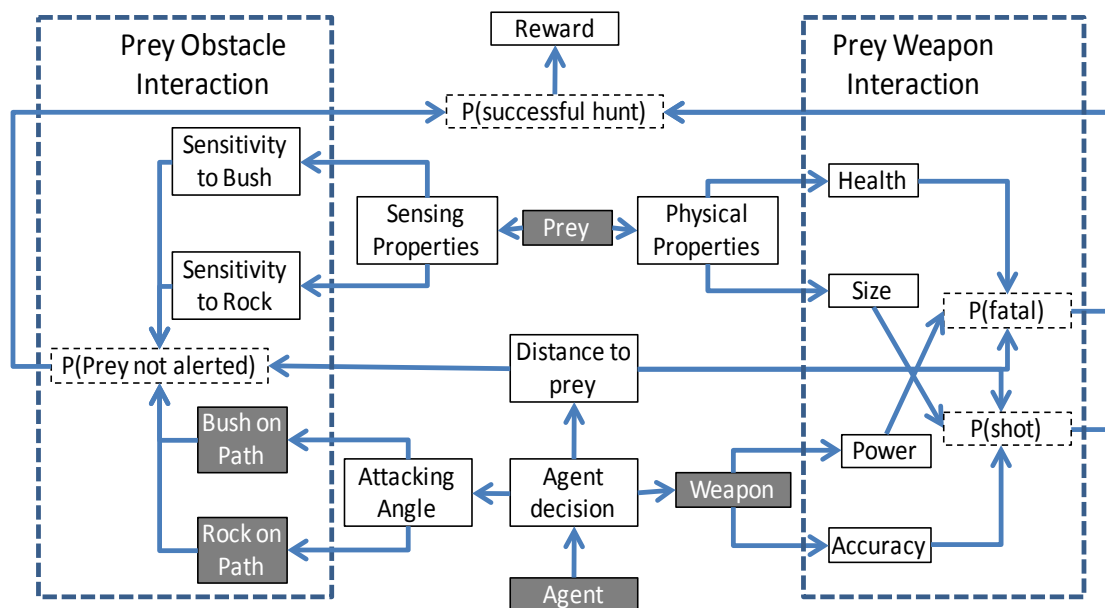 Reward
Prey Obstacle
Interaction
Prey Weapon
Interaction
P(successful hunt)
Sensitivity
to Bush
Sensing
Properties
Prey
Physical
Properties
Health
Sensitivity
to Rock
Size
P(fatal)
P(Prey not alerted)
Distance to
prey
P(shot)
Bush on
Path
Attacking
Angle
Agent
decision
Weapon
Power
Rock on
Path
Accuracy
Agent